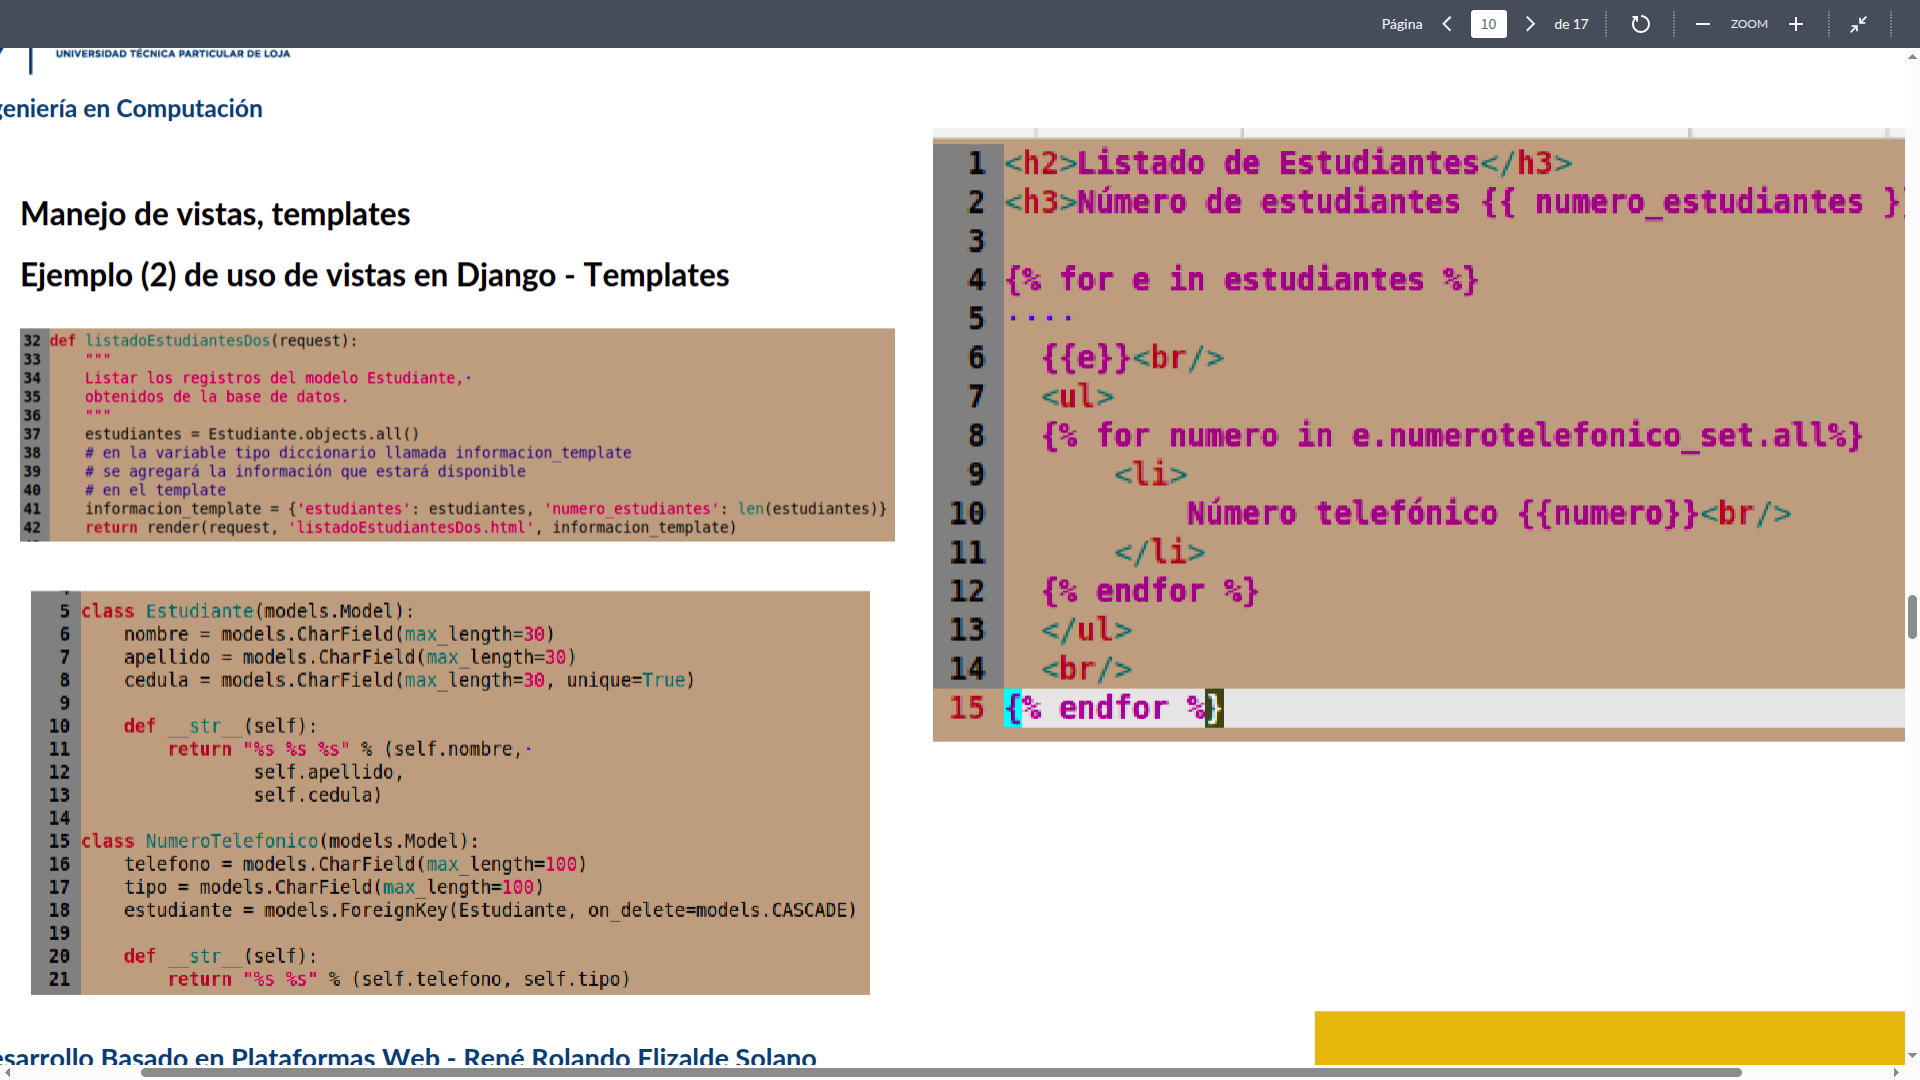 Página 10 de 17 ZOOM
UNIVERSIDAD TÉCNICA PARTICULAR DE LOJA
geniería en Computación
Manejo de vistas, templates
Ejemplo (2) de uso de vistas en Django - Templates
32 def listadoEstudiantesDos(request):
33 """
34 Listar los registros del modelo Estudiante,
35 obtenidos de la base de datos.
36 """
37 estudiantes = Estudiante.objects.all()
38 # en la variable tipo diccionario llamada informacion_template
39 # se agregará la información que estará disponible
40 # en el template
41 informacion_template = {'estudiantes': estudiantes, 'numero_estudiantes': len(estudiantes)}
42 return render(request, 'listadoEstudiantesDos.html', informacion_template)
5 class Estudiante(models.Model):
6 nombre = models.CharField(max_length=30)
7 apellido = models.CharField(max_length=30)
8 cedula = models.CharField(max_length=30, unique=True)
9
10 def __str__(self):
11 return "%s %s %s" % (self.nombre,
12 self.apellido,
13 self.cedula)
14
15 class NumeroTelefonico(models.Model):
16 telefono = models.CharField(max_length=100)
17 tipo = models.CharField(max_length=100)
18 estudiante = models.ForeignKey(Estudiante, on_delete=models.CASCADE)
19
20 def __str__(self):
21 return "%s %s" % (self.telefono, self.tipo)
1 <h2>Listado de Estudiantes</h3>
2 <h3>Número de estudiantes {{ numero_estudiantes }
3
4 {% for e in estudiantes %}
5 ····
6 {{e}}<br/>
7 <ul>
8 {% for numero in e.numerotelefonico_set.all%}
9 <li>
10 Número telefónico {{numero}}<br/>
11 </li>
12 {% endfor %}
13 </ul>
14 <br/>
15 {% endfor %}
esarrollo Basado en Plataformas Web - René Rolando Elizalde Solano